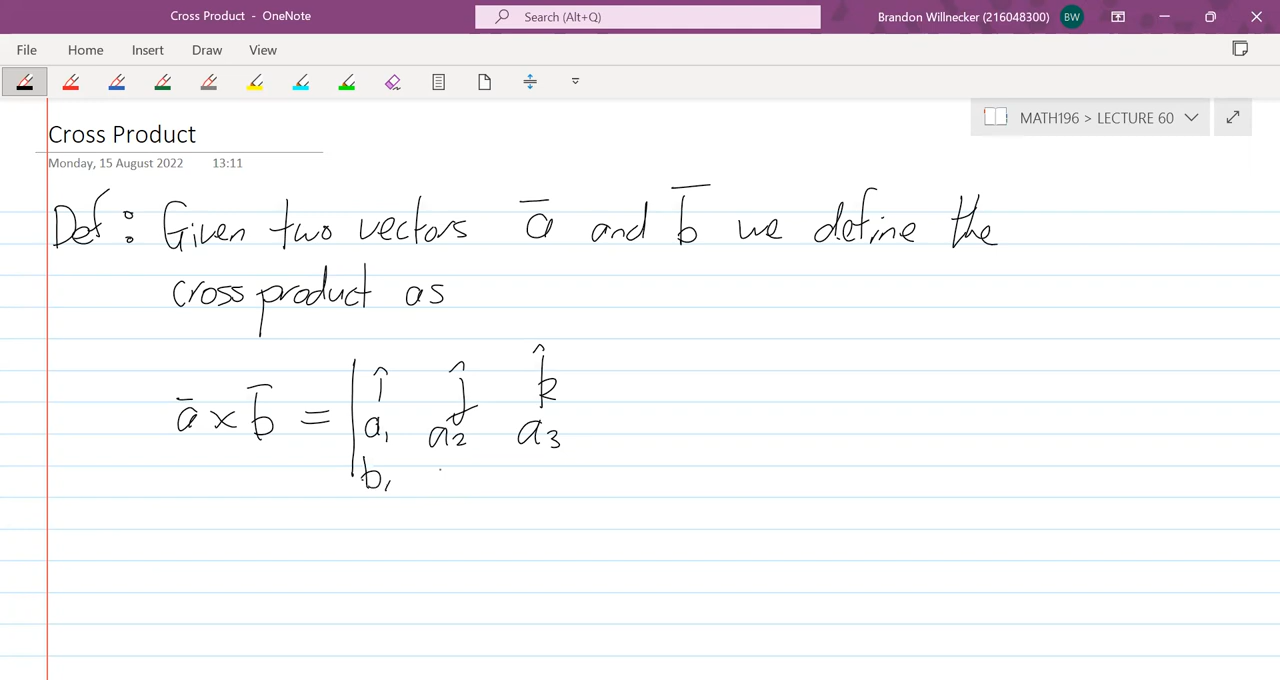 Cross Product - OneNote
Search (Alt+Q)
Brandon Willnecker (216048300)
BW
File Home Insert Draw View
MATH196 > LECTURE 60
Cross Product
Monday, 15 August 2022 13:11
Def: Given two vectors a̅ and b̅ we define the
cross product as
a̅ × b̅ = | î ĵ k̂
a₁ a₂ a₃
b₁